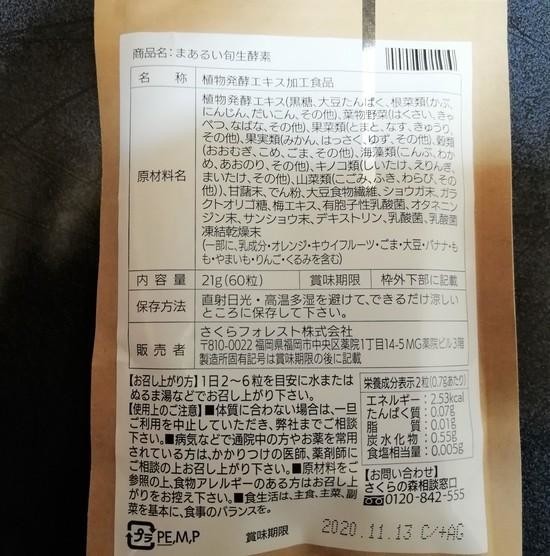 商品名：まあるい旬生酵素
名　称　植物発酵エキス加工食品
原材料名
植物発酵エキス(黒糖、大豆たんぱく、根菜類(かぶ、
にんじん、だいこん、その他)、葉物野菜(はくさい、きゃ
べつ、なばな、その他)、果菜類(とまと、なす、きゅうり、
その他)、果実類(みかん、はっさく、ゆず、その他)、穀類
(おおむぎ、こめ、ごま、その他)、海藻類(こんぶ、わか
め、あおのり、その他)、キノコ類(しいたけ、えりんぎ、
まいたけ、その他)、山菜類(こごみ、ふき、わらび、その
他))、甘藷末、でん粉、大豆食物繊維、ショウガ末、ガラ
クトオリゴ糖、梅エキス、有胞子性乳酸菌、オタネニン
ジン末、サンショウ末、デキストリン、乳酸菌、乳酸菌
凍結乾燥末
(一部に、乳成分・オレンジ・キウイフルーツ・ごま・大豆・バナナ・も
も・やまいも・りんご・くるみを含む)
内容量　21g(60粒)　賞味期限　枠外下部に記載
保存方法　直射日光・高温多湿を避けて、できるだけ涼しい
ところに保存して下さい。
販売者　さくらフォレスト株式会社
〒810-0022 福岡県福岡市中央区薬院1丁目14-5 MG薬院ビル3階
製造所固有記号は賞味期限の後に記載
【お召し上がり方】1日2～6粒を目安に水または
ぬるま湯などでお召し上がり下さい。
【使用上のご注意】■体質に合わない場合は、一旦
ご利用を中止していただき、弊社までご相談
下さい。■病気などで通院中の方やお薬を常用
されている方は、かかりつけの医師、薬剤師に
ご相談の上お召し上がり下さい。■原材料をご
参照の上、食物アレルギーのある方はお召し上
がりをお控え下さい。■食生活は、主食、主菜、副
菜を基本に、食事のバランスを。
栄養成分表示2粒(0.7gあたり)
エネルギー：2.53kcal
たんぱく質：0.07g
脂質：0.01g
炭水化物：0.55g
食塩相当量：0.005g
【お問い合わせ】
さくらの森相談窓口
0120-842-555
プラ PE,M,P
賞味期限　2020.11.13 C/+AG